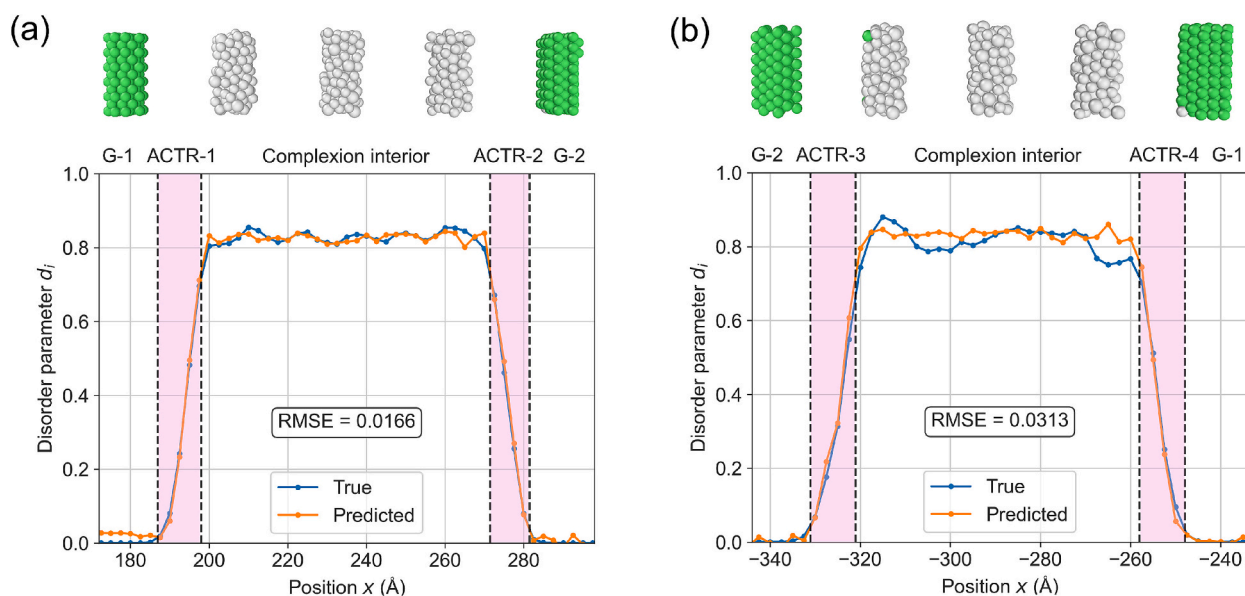 (a)
G-1 ACTR-1 Complexion interior ACTR-2 G-2
1.0
0.8
0.6
0.4
0.2
0.0
Disorder parameter dᵢ
RMSE = 0.0166
True
Predicted
180 200 220 240 260 280
Position x (Å)
(b)
G-2 ACTR-3 Complexion interior ACTR-4 G-1
1.0
0.8
0.6
0.4
0.2
0.0
Disorder parameter dᵢ
RMSE = 0.0313
True
Predicted
−340 −320 −300 −280 −260 −240
Position x (Å)